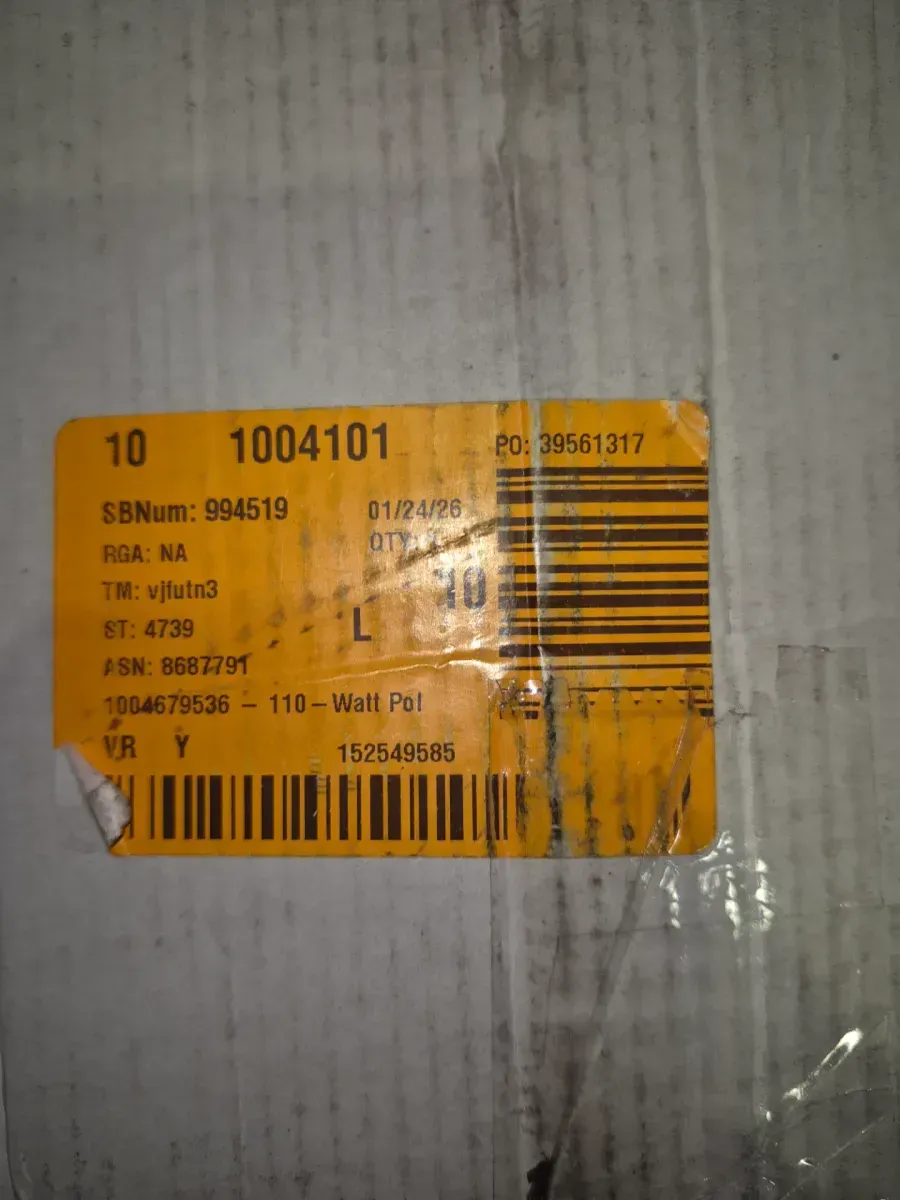 10 1004101 PO: 39561317
SBNum: 994519 01/24/26
RGA: NA QTY:
TM: vjfutn3 10
ST: 4739 L
ASN: 8687791
1004679536 - 110-Watt Pol
VR Y 152549585